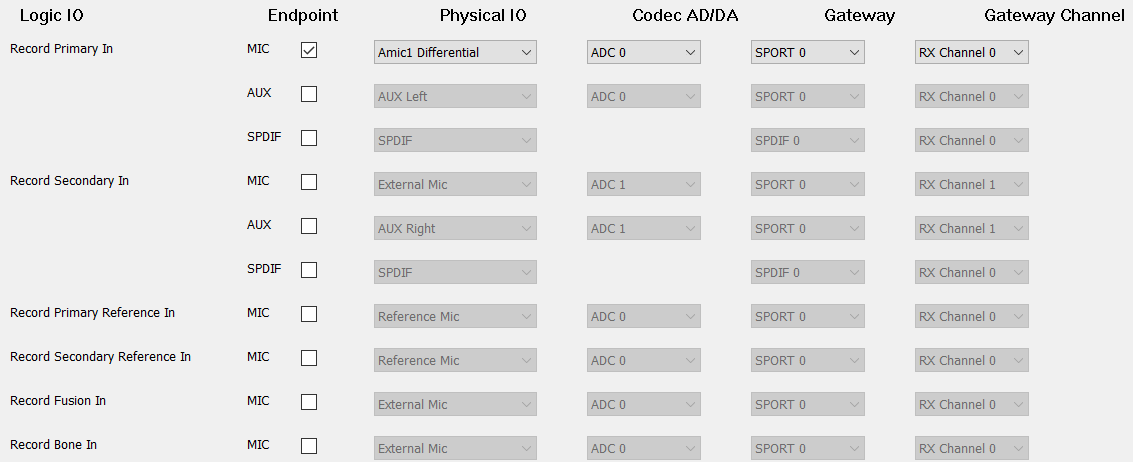 Logic IO Endpoint Physical IO Codec AD/DA Gateway Gateway Channel
Record Primary In MIC Amic1 Differential ADC 0 SPORT 0 RX Channel 0
AUX AUX Left ADC 0 SPORT 0 RX Channel 0
SPDIF SPDIF SPDIF 0 RX Channel 0
Record Secondary In MIC External Mic ADC 1 SPORT 0 RX Channel 1
AUX AUX Right ADC 1 SPORT 0 RX Channel 1
SPDIF SPDIF SPDIF 0 RX Channel 0
Record Primary Reference In MIC Reference Mic ADC 0 SPORT 0 RX Channel 0
Record Secondary Reference In MIC Reference Mic ADC 0 SPORT 0 RX Channel 0
Record Fusion In MIC External Mic ADC 0 SPORT 0 RX Channel 0
Record Bone In MIC External Mic ADC 0 SPORT 0 RX Channel 0